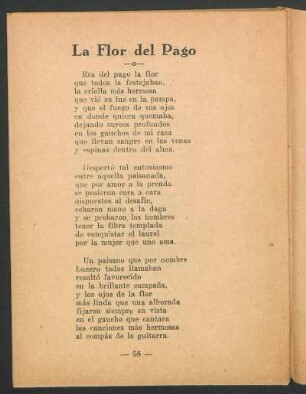 La Flor del Pago
Era del pago la flor
que todos la festejaban,
la criolla más hermosa
que vió su luz en la pampa,
y que el fuego de sus ojos
en donde quiera quemaba,
dejando surcos profundos
en los gauchos de mi raza
que llevan sangre en las venas
y espinas dentro del alma.
Despertó tal entusiasmo
entre aquella paisanada,
que por amor a la prenda
se pusieron cara a cara
dispuestos al desafío,
echaron mano a la daga
y se probaron los hombres
tener la fibra templada
de conquistar el laurel
por la mujer que uno ama.
Un paisano que por nombre
Lucero todos llamaban
resultó favorecido
en la brillante campaña,
y los ojos de la flor
más linda que una alborada
fijaron siempre su vista
en el gaucho que cantara
las canciones más hermosas
al compás de la guitarra.
— 58 —